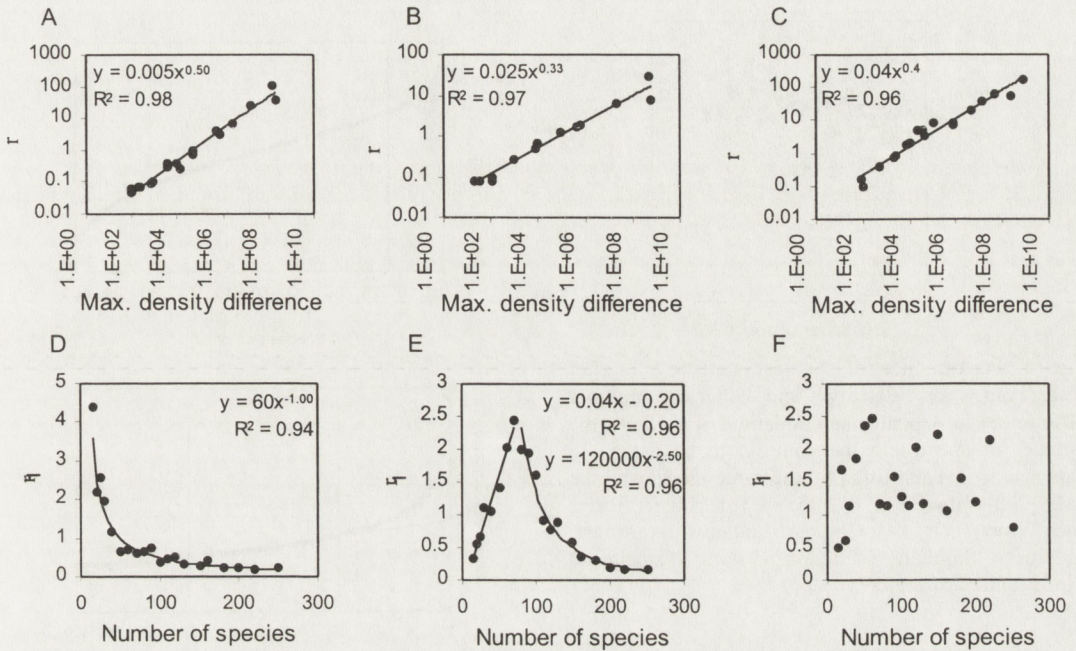 A
1000
100
10
1
0.1
0.01
r
y = 0.005x^0.50
R² = 0.98
1.E+00
1.E+02
1.E+04
1.E+06
1.E+08
1.E+10
Max. density difference
B
100
10
1
0.1
0.01
r
y = 0.025x^0.33
R² = 0.97
1.E+00
1.E+02
1.E+04
1.E+06
1.E+08
1.E+10
Max. density difference
C
1000
100
10
1
0.1
0.01
r
y = 0.04x^0.4
R² = 0.96
1.E+00
1.E+02
1.E+04
1.E+06
1.E+08
1.E+10
Max. density difference
D
5
4
3
2
1
0
y = 60x^-1.00
R² = 0.94
0
100
200
300
Number of species
E
3
2.5
2
1.5
1
0.5
0
y = 0.04x - 0.20
R² = 0.96
y = 120000x^-2.50
R² = 0.96
0
100
200
300
Number of species
F
3
2.5
2
1.5
1
0.5
0
0
100
200
300
Number of species